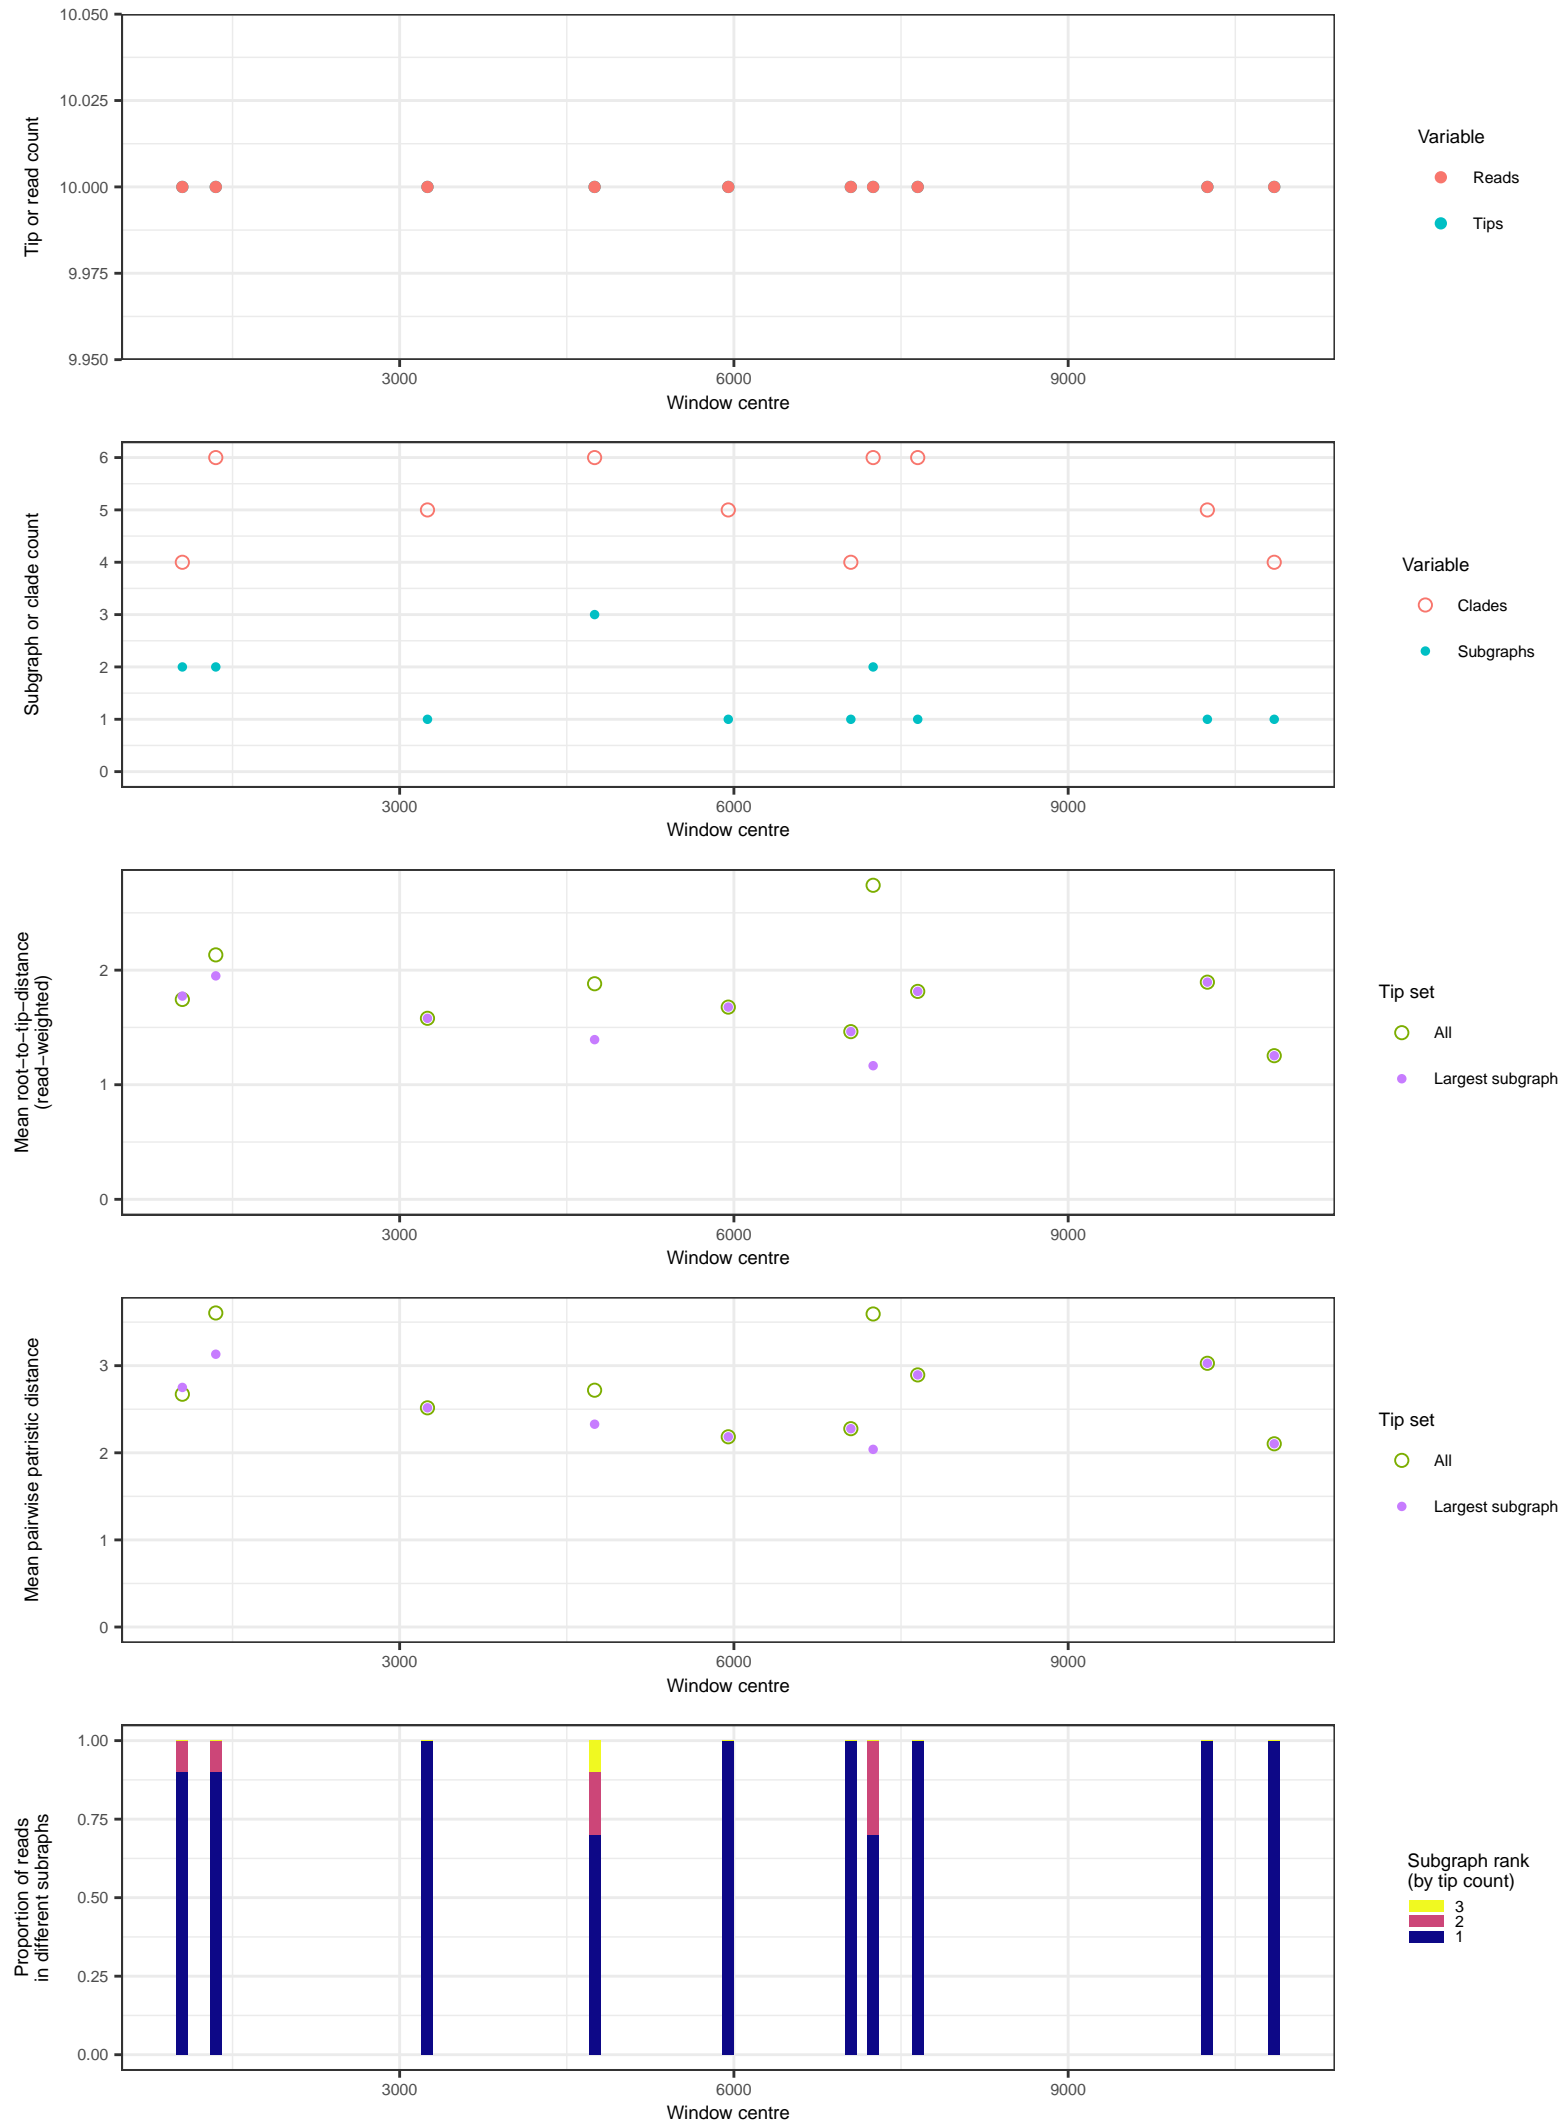 10.050
10.025
10.000
9.975
9.950
Tip or read count
3000
6000
9000
Window centre
Variable
Reads
Tips
6
5
4
3
2
1
0
Subgraph or clade count
3000
6000
9000
Window centre
Variable
Clades
Subgraphs
2
1
0
Mean root−to−tip−distance
(read−weighted)
3000
6000
9000
Window centre
Tip set
All
Largest subgraph
3
2
1
0
Mean pairwise patristic distance
3000
6000
9000
Window centre
Tip set
All
Largest subgraph
1.00
0.75
0.50
0.25
0.00
Proportion of reads
in different subraphs
3000
6000
9000
Window centre
Subgraph rank
(by tip count)
3
2
1